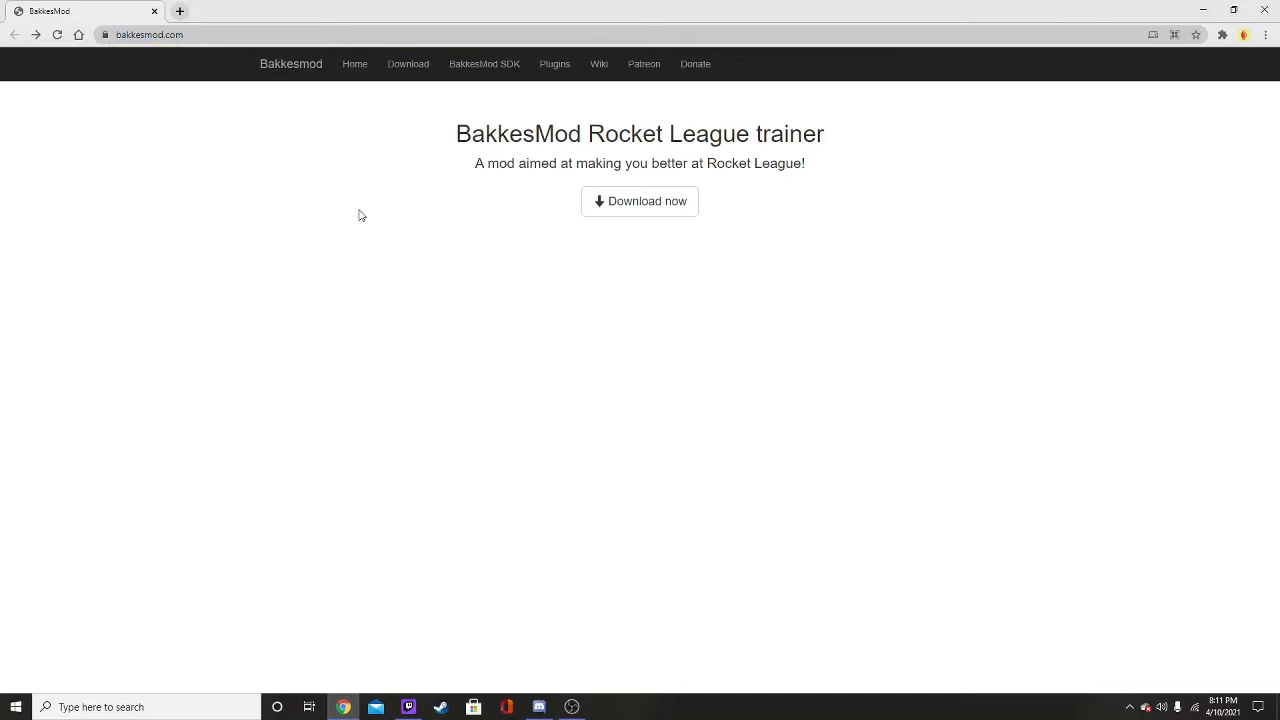 BakkesMod
bakkesmod.com
Bakkesmod Home Download BakkesMod SDK Plugins Wiki Patreon Donate
BakkesMod Rocket League trainer
A mod aimed at making you better at Rocket League!
Download now
Type here to search
8:11 PM
4/10/2021